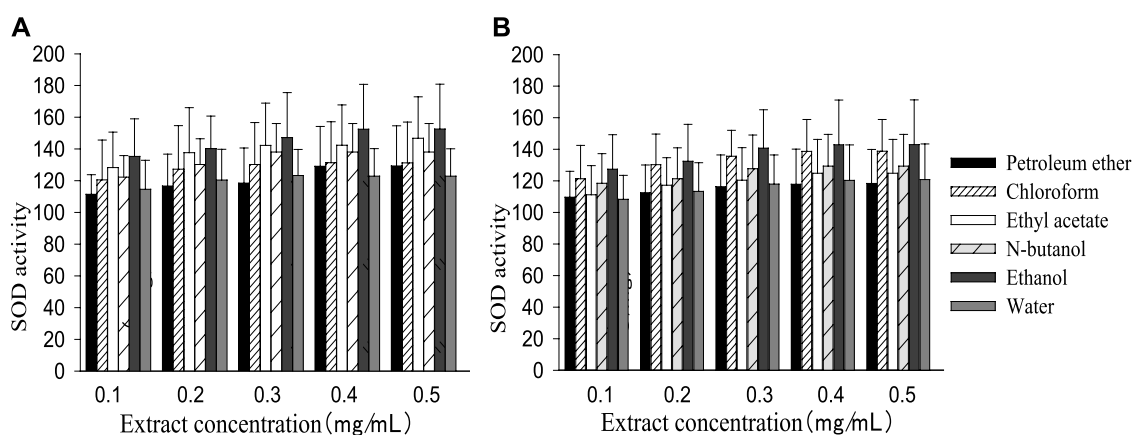 A
200
180
160
140
120
100
80
60
40
20
0
SOD activity
0.1 0.2 0.3 0.4 0.5
Extract concentration(mg/mL)
B
200
180
160
140
120
100
80
60
40
20
0
SOD activity
0.1 0.2 0.3 0.4 0.5
Extract concentration(mg/mL)
Petroleum ether
Chloroform
Ethyl acetate
N-butanol
Ethanol
Water